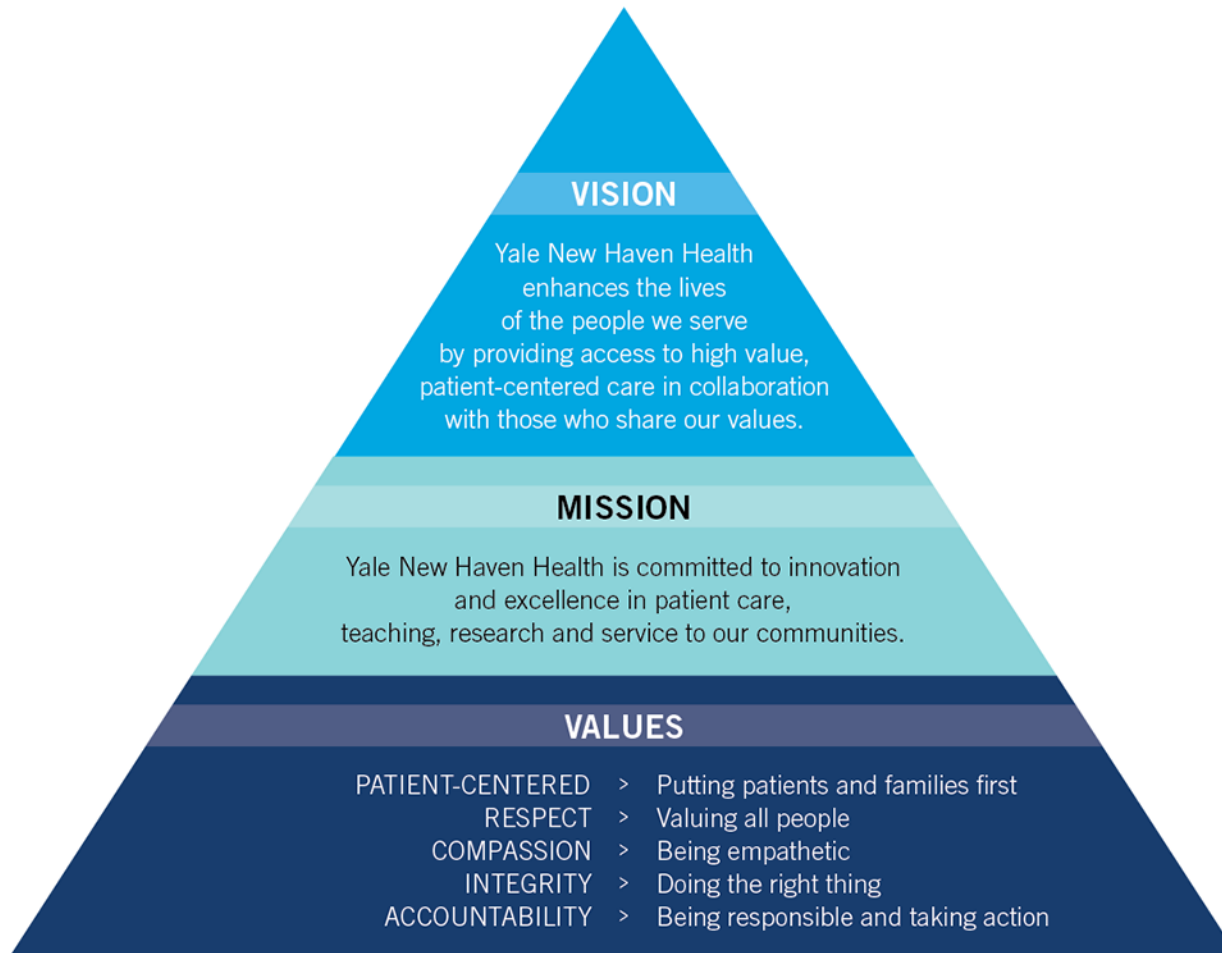 VISION
Yale New Haven Health
enhances the lives
of the people we serve
by providing access to high value,
patient-centered care in collaboration
with those who share our values.
MISSION
Yale New Haven Health is committed to innovation
and excellence in patient care,
teaching, research and service to our communities.
VALUES
PATIENT-CENTERED > Putting patients and families first
RESPECT > Valuing all people
COMPASSION > Being empathetic
INTEGRITY > Doing the right thing
ACCOUNTABILITY > Being responsible and taking action